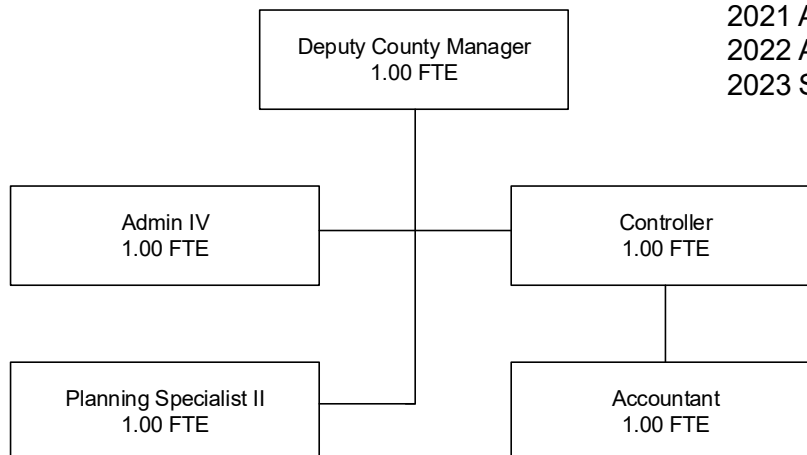 2021 A
2022 A
2023 S
Deputy County Manager
1.00 FTE
Admin IV
1.00 FTE
Controller
1.00 FTE
Planning Specialist II
1.00 FTE
Accountant
1.00 FTE